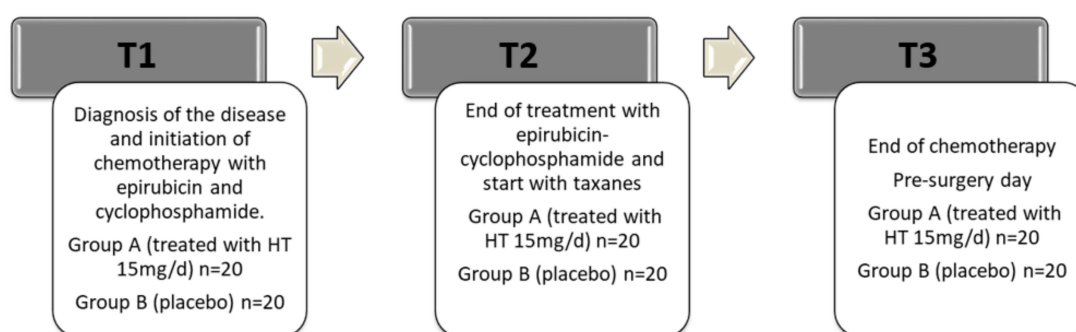 T1
Diagnosis of the disease
and initiation of
chemotherapy with
epirubicin and
cyclophosphamide.
Group A (treated with HT
15mg/d) n=20
Group B (placebo) n=20
T2
End of treatment with
epirubicin-
cyclophosphamide and
start with taxanes
Group A (treated with
HT 15mg/d) n=20
Group B (placebo) n=20
T3
End of chemotherapy
Pre-surgery day
Group A (treated with
HT 15mg/d) n=20
Group B (placebo) n=20